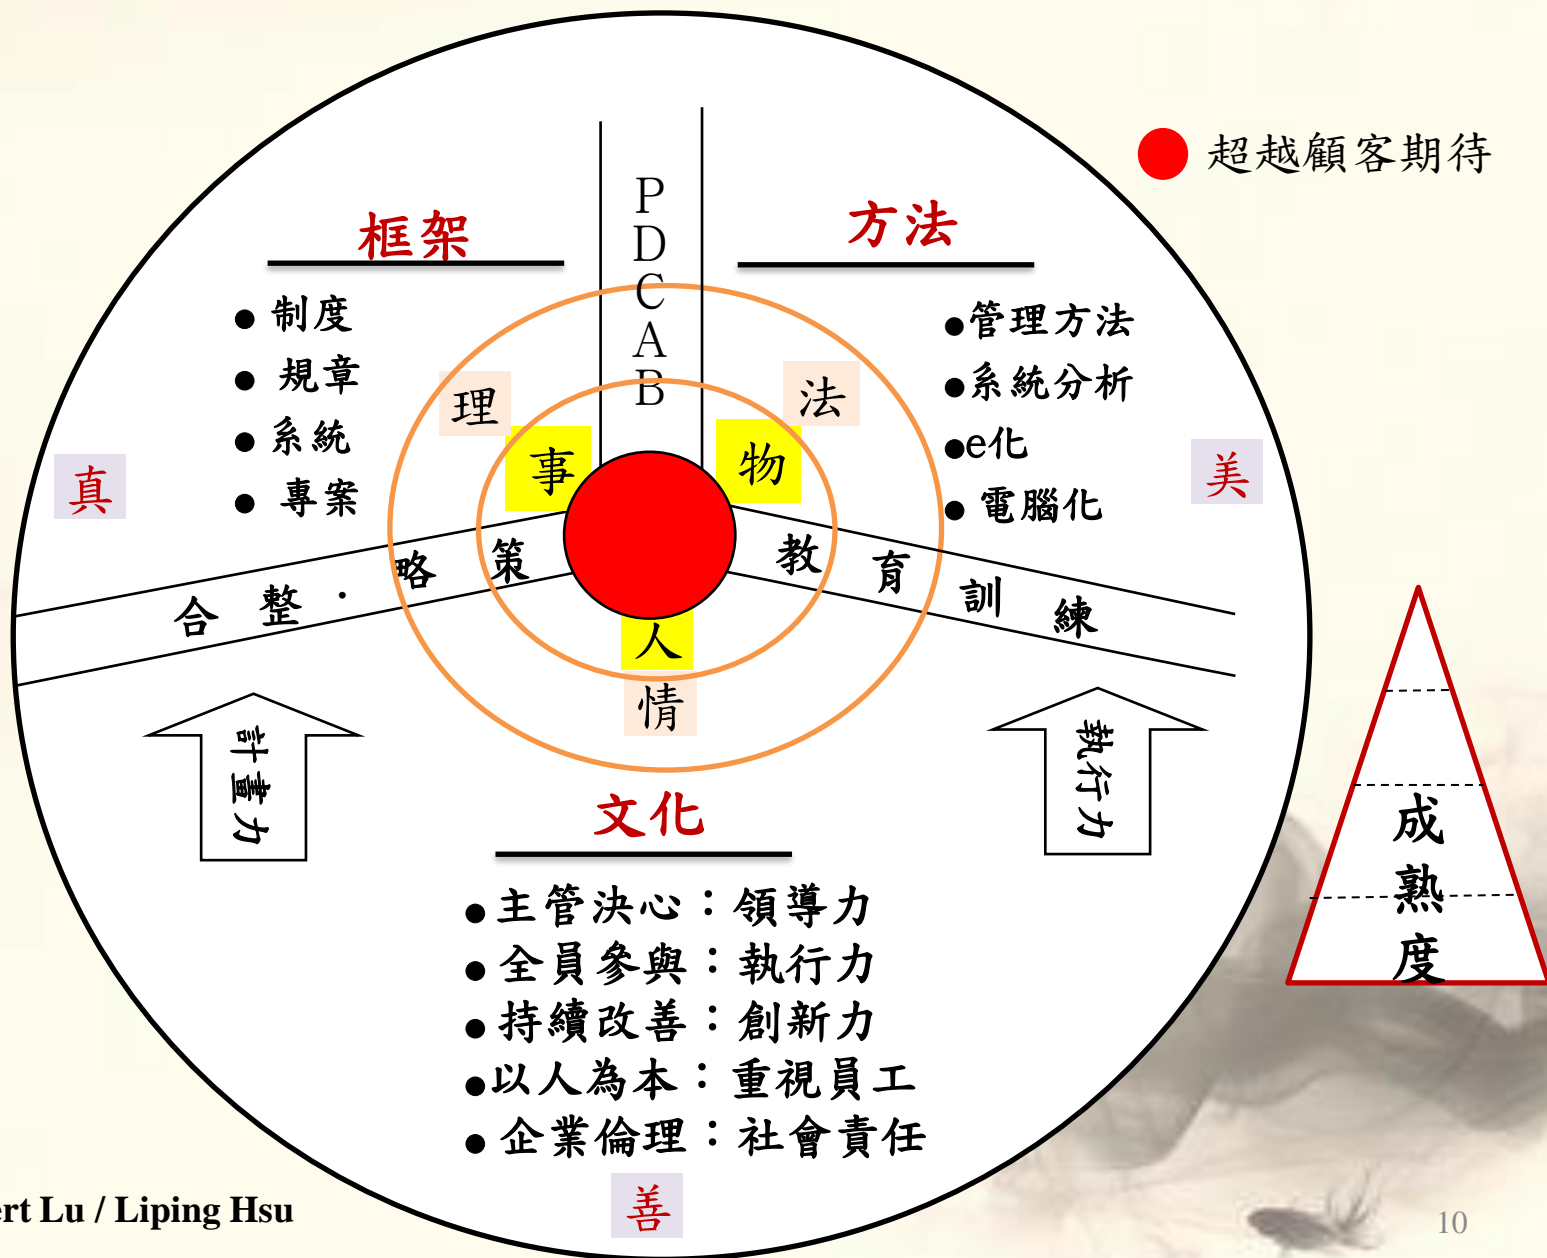 超越顧客期待
PDCAB
框架
方法
● 制度
● 規章
● 系統
● 專案
●管理方法
●系統分析
●e化
● 電腦化
理
法
事
物
真
美
合整·略策
教育訓練
人
情
計畫力
執行力
文化
●主管決心：領導力
●全員參與：執行力
●持續改善：創新力
●以人為本：重視員工
● 企業倫理：社會責任
善
成熟度
ert Lu / Liping Hsu
10